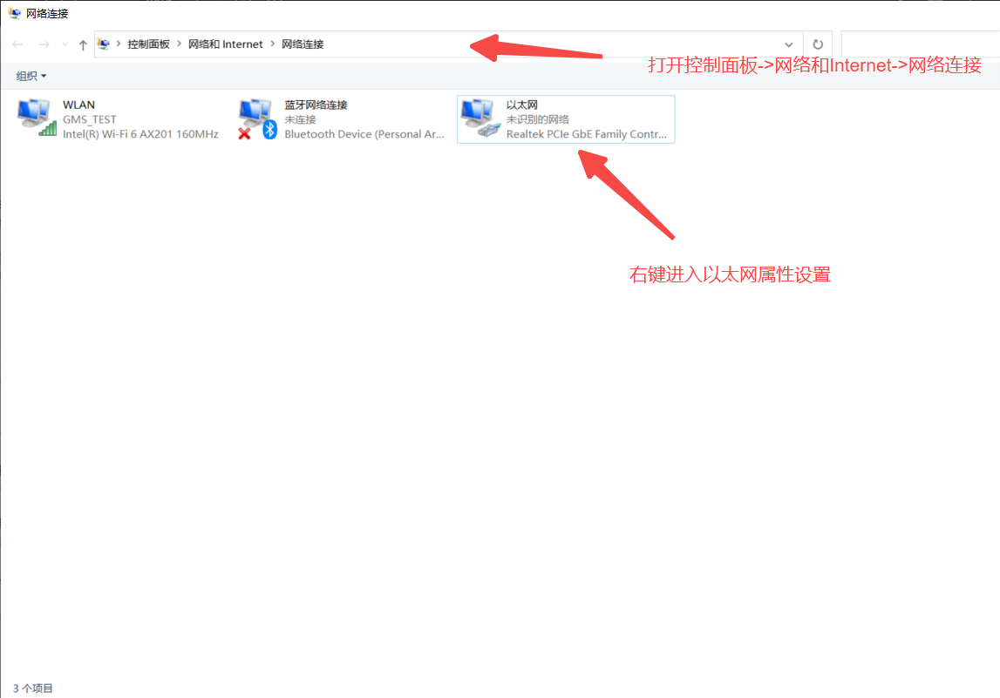 网络连接
控制面板 > 网络和 Internet > 网络连接
打开控制面板->网络和Internet->网络连接
组织
WLAN
GMS_TEST
Intel(R) Wi-Fi 6 AX201 160MHz
蓝牙网络连接
未连接
Bluetooth Device (Personal Ar...
以太网
未识别的网络
Realtek PCIe GbE Family Contr...
右键进入以太网属性设置
3 个项目